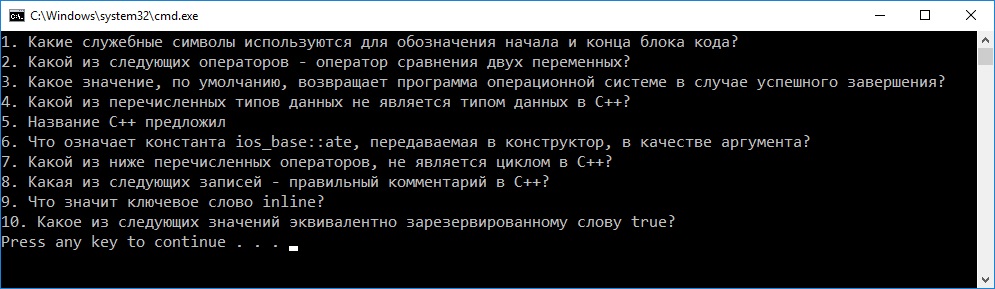 C:\Windows\system32\cmd.exe
1. Какие служебные символы используются для обозначения начала и конца блока кода?
2. Какой из следующих операторов - оператор сравнения двух переменных?
3. Какое значение, по умолчанию, возвращает программа операционной системе в случае успешного завершения?
4. Какой из перечисленных типов данных не является типом данных в C++?
5. Название C++ предложил
6. Что означает константа ios_base::ate, передаваемая в конструктор, в качестве аргумента?
7. Какой из ниже перечисленных операторов, не является циклом в C++?
8. Какая из следующих записей - правильный комментарий в C++?
9. Что значит ключевое слово inline?
10. Какое из следующих значений эквивалентно зарезервированному слову true?
Press any key to continue . . .